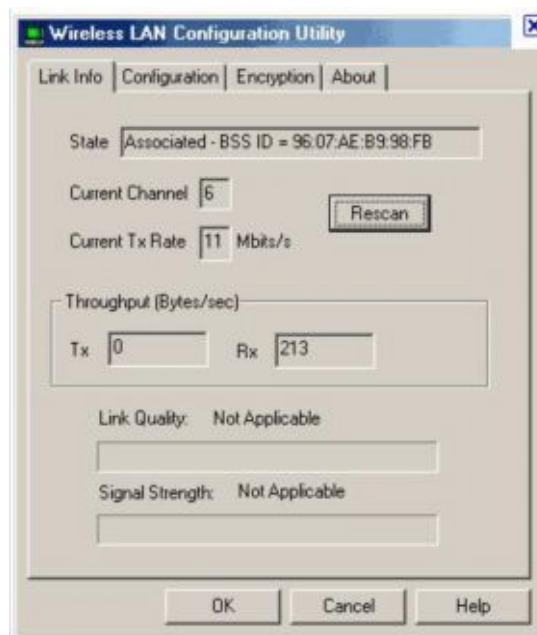 Wireless LAN Configuration Utility
Link Info Configuration Encryption About
State Associated - BSS ID = 96:07:AE:B9:98:FB
Current Channel 6
Rescan
Current Tx Rate 11 Mbits/s
Throughput (Bytes/sec)
Tx 0 Rx 213
Link Quality: Not Applicable
Signal Strength: Not Applicable
OK Cancel Help